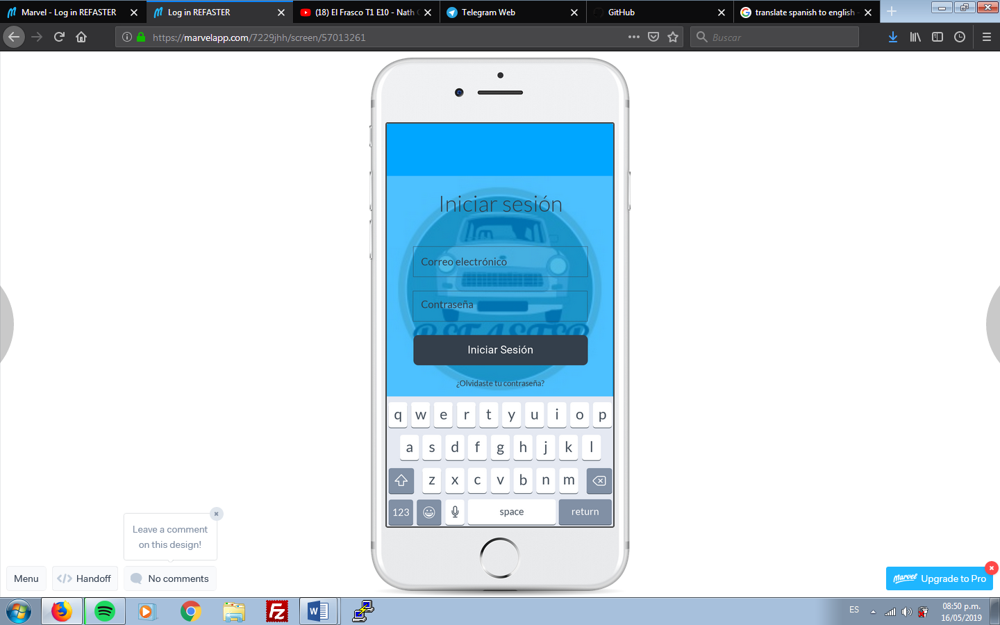 Marvel - Log in REFASTER
Log in REFASTER
(18) El Frasco T1 E10 - Nath
Telegram Web
GitHub
translate spanish to english -
https://marvelapp.com/7229jhh/screen/57013261
Buscar
Iniciar sesión
Correo electrónico
Contraseña
REFASTER
Iniciar Sesión
¿Olvidaste tu contraseña?
q w e r t y u i o p
a s d f g h j k l
z x c v b n m
123 space return
Leave a comment
on this design!
Menu
</> Handoff
No comments
Marvel Upgrade to Pro
ES
08:50 p.m.
16/05/2019